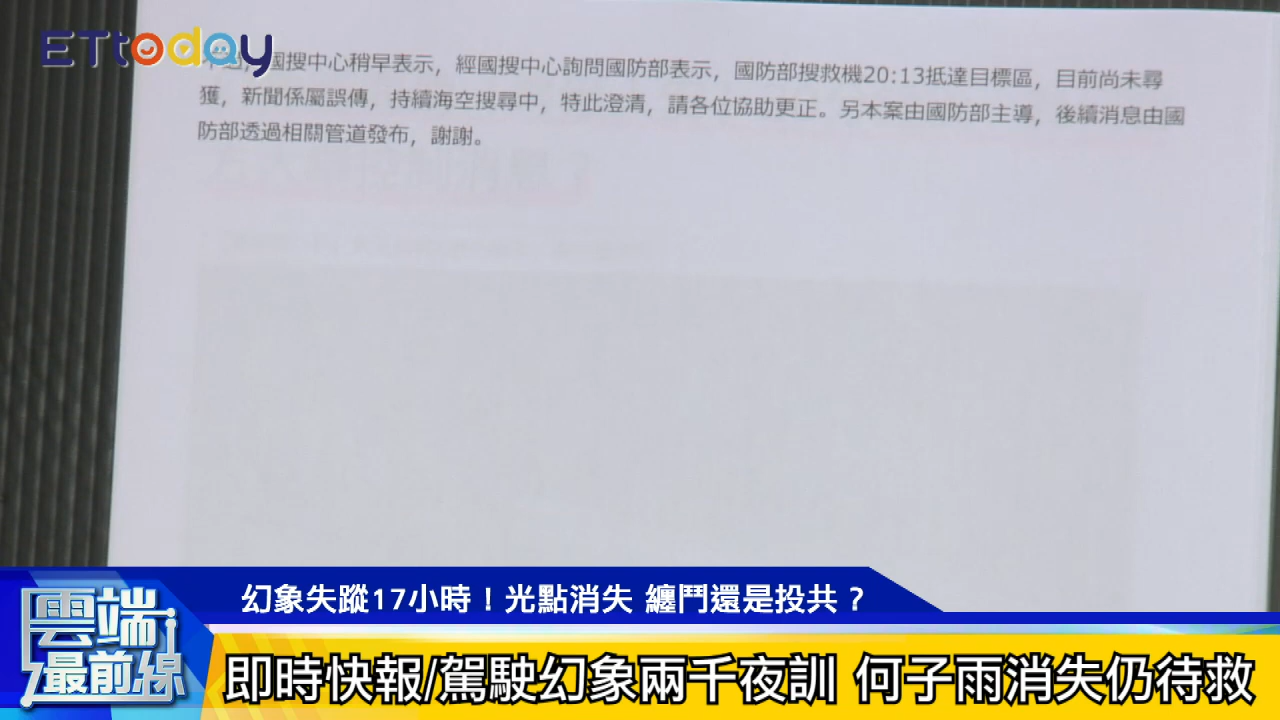 ETtoday
國搜中心稍早表示，經國搜中心詢問國防部表示，國防部搜救機20:13抵達目標區，目前尚未尋
獲，新聞係屬誤傳，持續海空搜尋中，特此澄清，請各位協助更正。另本案由國防部主導，後續消息由國
防部透過相關管道發布，謝謝。
幻象失蹤17小時！光點消失 纏鬥還是投共？
雲端
最前線
即時快報/駕駛幻象兩千夜訓 何子雨消失仍待救